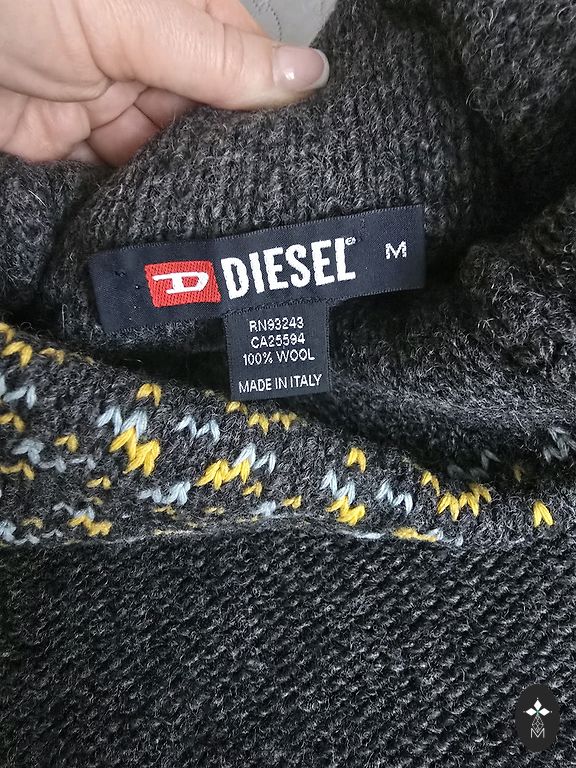 D DIESEL® M
RN93243
CA25594
100% WOOL
MADE IN ITALY
M